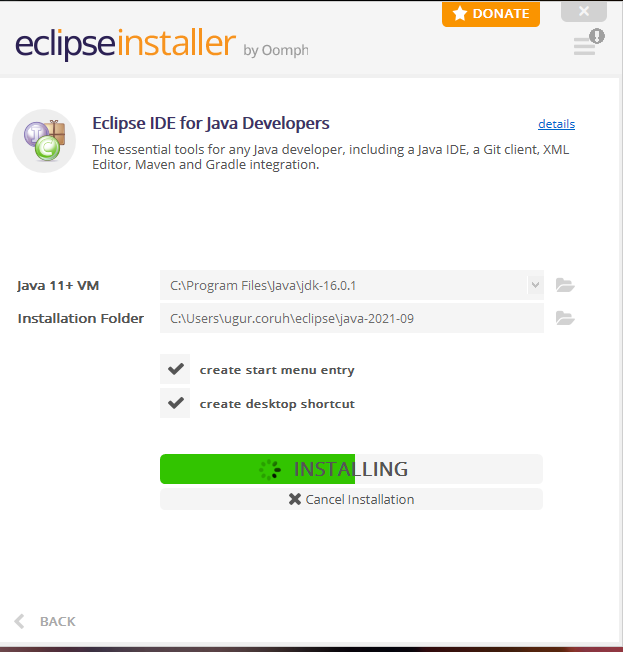 DONATE
eclipseinstaller by Oomph
Eclipse IDE for Java Developers
details
The essential tools for any Java developer, including a Java IDE, a Git client, XML
Editor, Maven and Gradle integration.
Java 11+ VM
C:\Program Files\Java\jdk-16.0.1
Installation Folder
C:\Users\ugur.coruh\eclipse\java-2021-09
create start menu entry
create desktop shortcut
INSTALLING
Cancel Installation
BACK